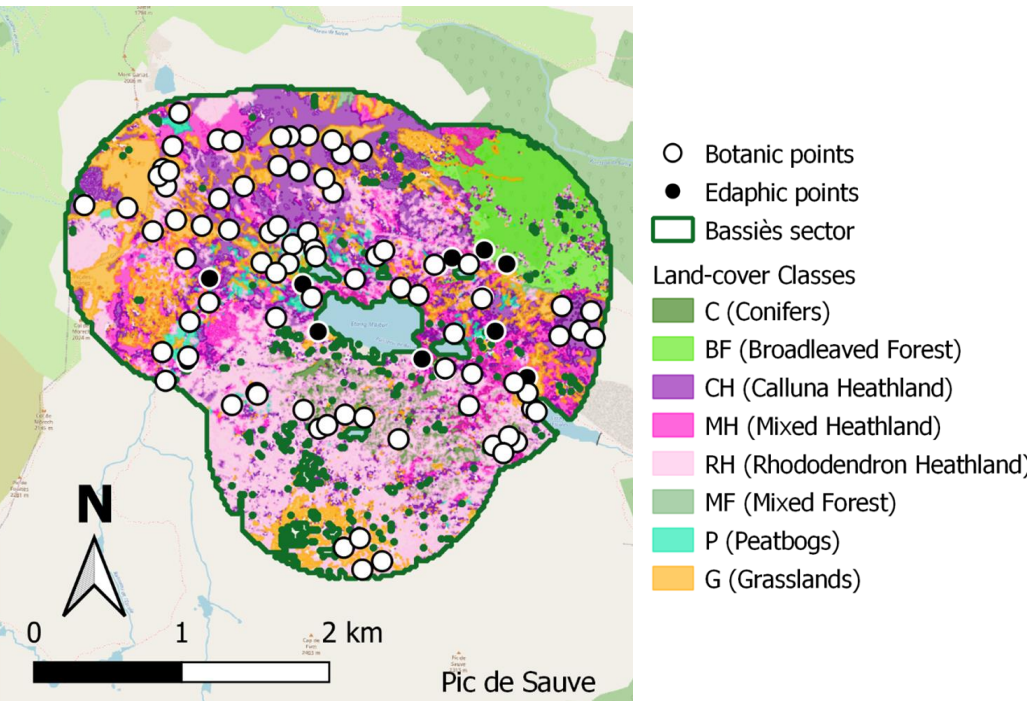 Botanic points
Edaphic points
Bassiès sector
Land-cover Classes
C (Conifers)
BF (Broadleaved Forest)
CH (Calluna Heathland)
MH (Mixed Heathland)
RH (Rhododendron Heathland)
MF (Mixed Forest)
P (Peatbogs)
G (Grasslands)
N
0 1 2 km
Pic de Sauve